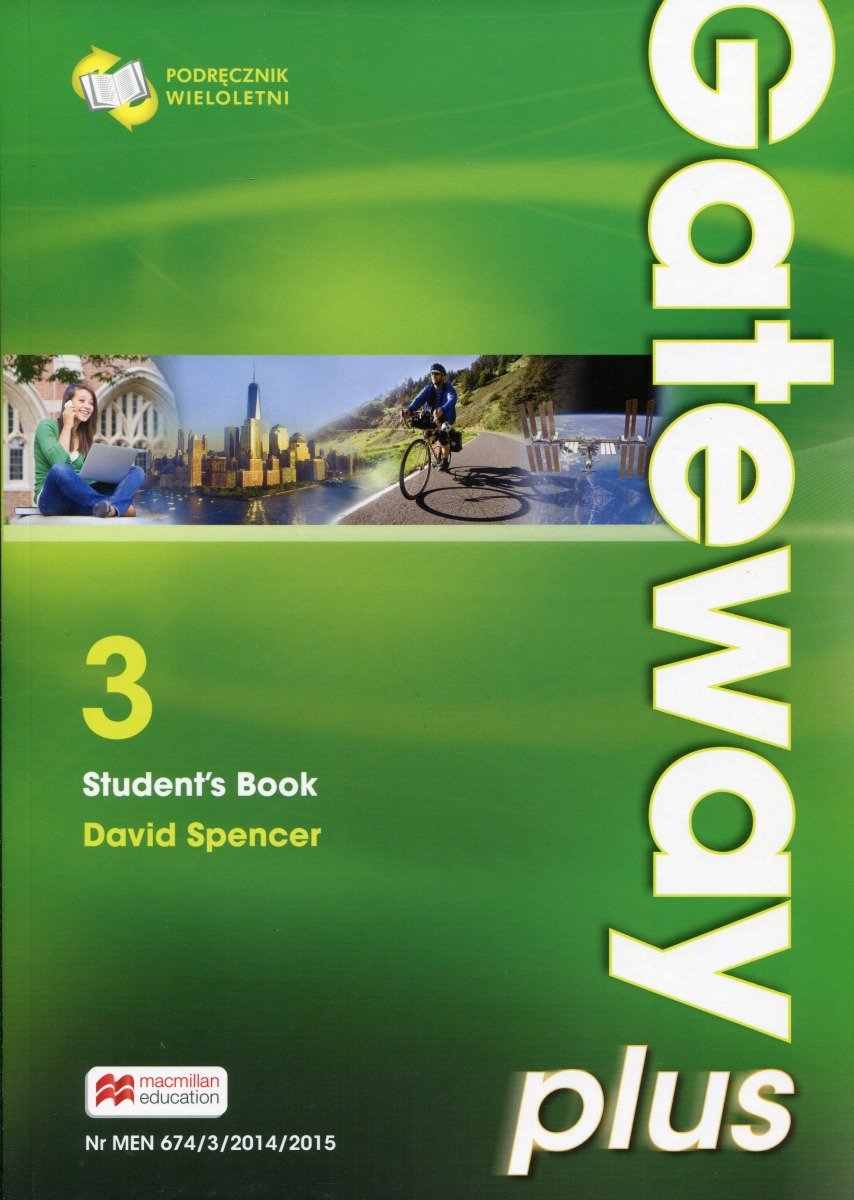 PODRĘCZNIK
WIELOLETNI
Gateway
plus
3
Student's Book
David Spencer
macmillan
education
Nr MEN 674/3/2014/2015